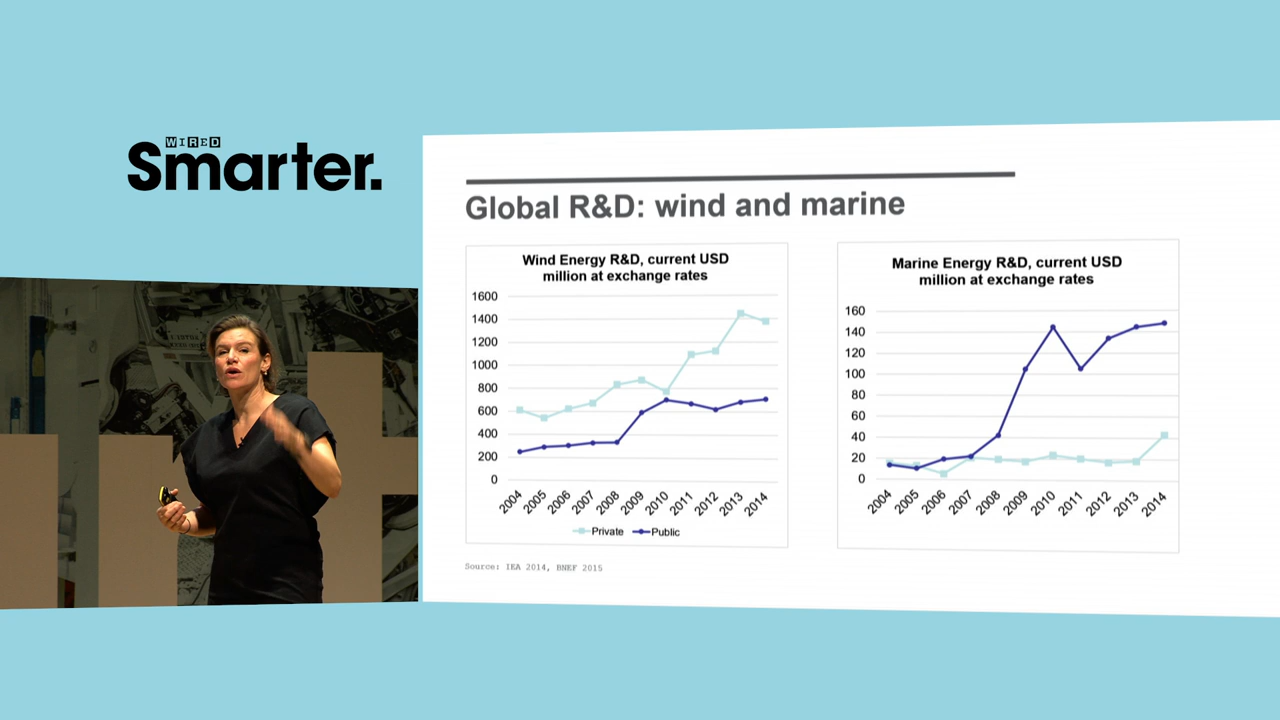 WIRED
Smarter.
Global R&D: wind and marine
Wind Energy R&D, current USD
million at exchange rates
1600
1400
1200
1000
800
600
400
200
0
2004 2005 2006 2007 2008 2009 2010 2011 2012 2013 2014
Private Public
Marine Energy R&D, current USD
million at exchange rates
160
140
120
100
80
60
40
20
0
2004 2005 2006 2007 2008 2009 2010 2011 2012 2013 2014
Source: IEA 2014, BNEF 2015